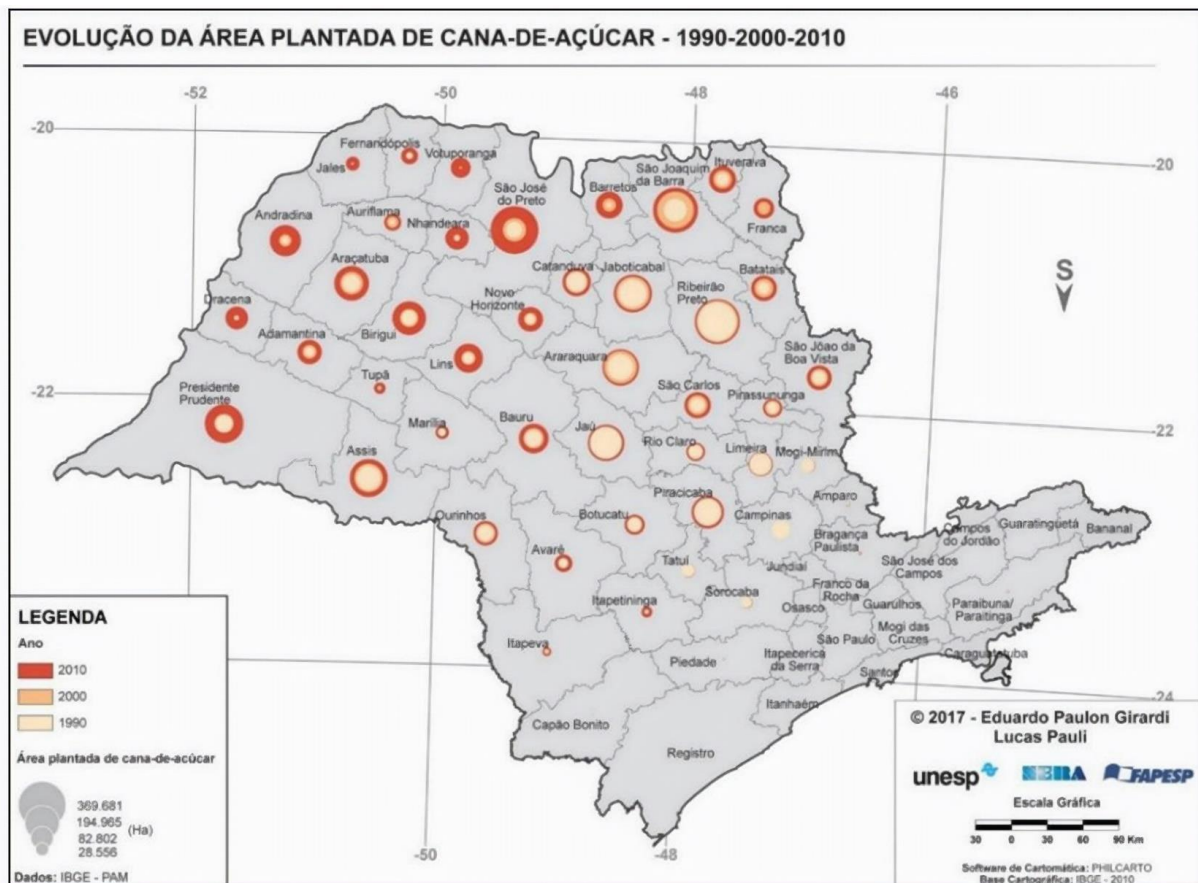 EVOLUÇÃO DA ÁREA PLANTADA DE CANA-DE-AÇÚCAR - 1990-2000-2010
-52
-50
-48
-46
-20
-20
Fernandópolis
Jales
Votuporanga
São José
do Preto
Barretos
São Joaquim
da Barra
Ituverava
Franca
Andradina
Auriflama
Nhandeara
Araçatuba
Catanduva
Jaboticabal
Ribeirão
Preto
Batatais
S
Dracena
Adamantina
Birigui
Novo
Horizonte
Lins
Araraquara
São Jôao da
Boa Vista
-22
Tupã
São Carlos
Pirassununga
Presidente
Prudente
Marília
Bauru
Jaú
Rio Claro
Limeira
Mogi-Mirim
-22
Assis
Piracicaba
Amparo
Ourinhos
Botucatu
Campinas
Bragança
Paulista
Campos
do Jordão
Guaratinguetá
Bananal
Avaré
Tatuí
Jundiaí
São José dos
Campos
Itapetininga
Sorocaba
Franco da
Rocha
Osasco
Guarulhos
Paraibuna/
Paraitinga
Itapeva
São Paulo
Mogi das
Cruzes
Piedade
Itapecerica
da Serra
Santos
Caraguatatuba
Capão Bonito
Itanhaém
-24
Registro
-50
-48
LEGENDA
Ano
2010
2000
1990
Área plantada de cana-de-açúcar
369.681
194.965
82.802
28.556
(Ha)
Dados: IBGE - PAM
© 2017 - Eduardo Paulon Girardi
Lucas Pauli
unesp
NERA
FAPESP
Escala Gráfica
30 0 30 60 90 Km
Software de Cartomática: PHILCARTO
Base Cartográfica: IBGE - 2010